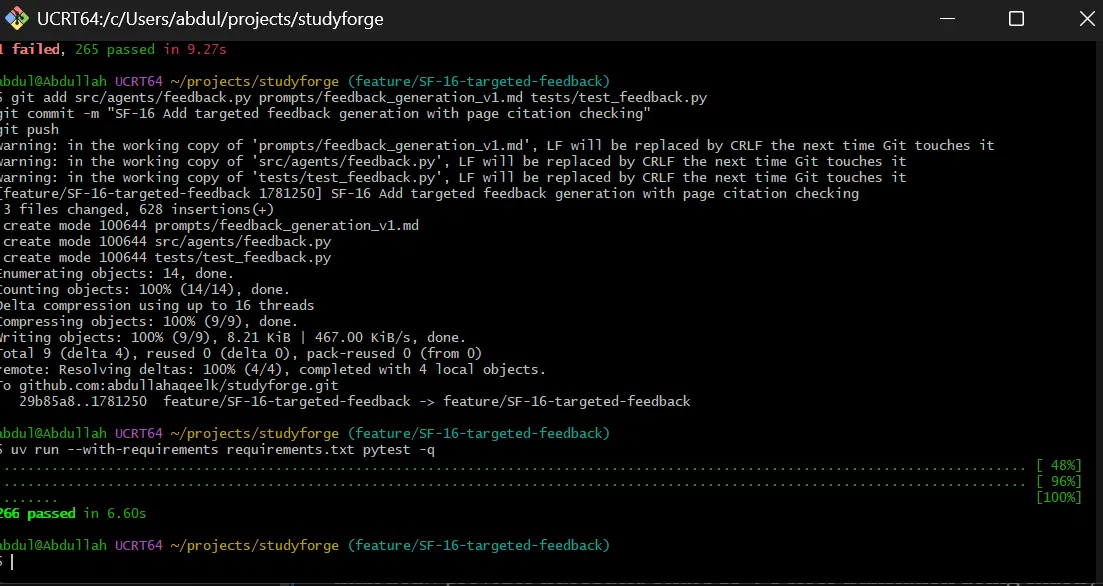 UCRT64:/c/Users/abdul/projects/studyforge
1 failed, 265 passed in 9.27s
abdul@Abdullah UCRT64 ~/projects/studyforge (feature/SF-16-targeted-feedback)
$ git add src/agents/feedback.py prompts/feedback_generation_v1.md tests/test_feedback.py
git commit -m "SF-16 Add targeted feedback generation with page citation checking"
git push
warning: in the working copy of 'prompts/feedback_generation_v1.md', LF will be replaced by CRLF the next time Git touches it
warning: in the working copy of 'src/agents/feedback.py', LF will be replaced by CRLF the next time Git touches it
warning: in the working copy of 'tests/test_feedback.py', LF will be replaced by CRLF the next time Git touches it
[feature/SF-16-targeted-feedback 1781250] SF-16 Add targeted feedback generation with page citation checking
3 files changed, 628 insertions(+)
create mode 100644 prompts/feedback_generation_v1.md
create mode 100644 src/agents/feedback.py
create mode 100644 tests/test_feedback.py
Enumerating objects: 14, done.
Counting objects: 100% (14/14), done.
Delta compression using up to 16 threads
Compressing objects: 100% (9/9), done.
Writing objects: 100% (9/9), 8.21 KiB | 467.00 KiB/s, done.
Total 9 (delta 4), reused 0 (delta 0), pack-reused 0 (from 0)
remote: Resolving deltas: 100% (4/4), completed with 4 local objects.
To github.com:abdullahaqeelk/studyforge.git
29b85a8..1781250  feature/SF-16-targeted-feedback -> feature/SF-16-targeted-feedback
abdul@Abdullah UCRT64 ~/projects/studyforge (feature/SF-16-targeted-feedback)
$ uv run --with-requirements requirements.txt pytest -q
................................................................................................................................ [ 48%]
................................................................................................................................ [ 96%]
....... [100%]
266 passed in 6.60s
abdul@Abdullah UCRT64 ~/projects/studyforge (feature/SF-16-targeted-feedback)
$